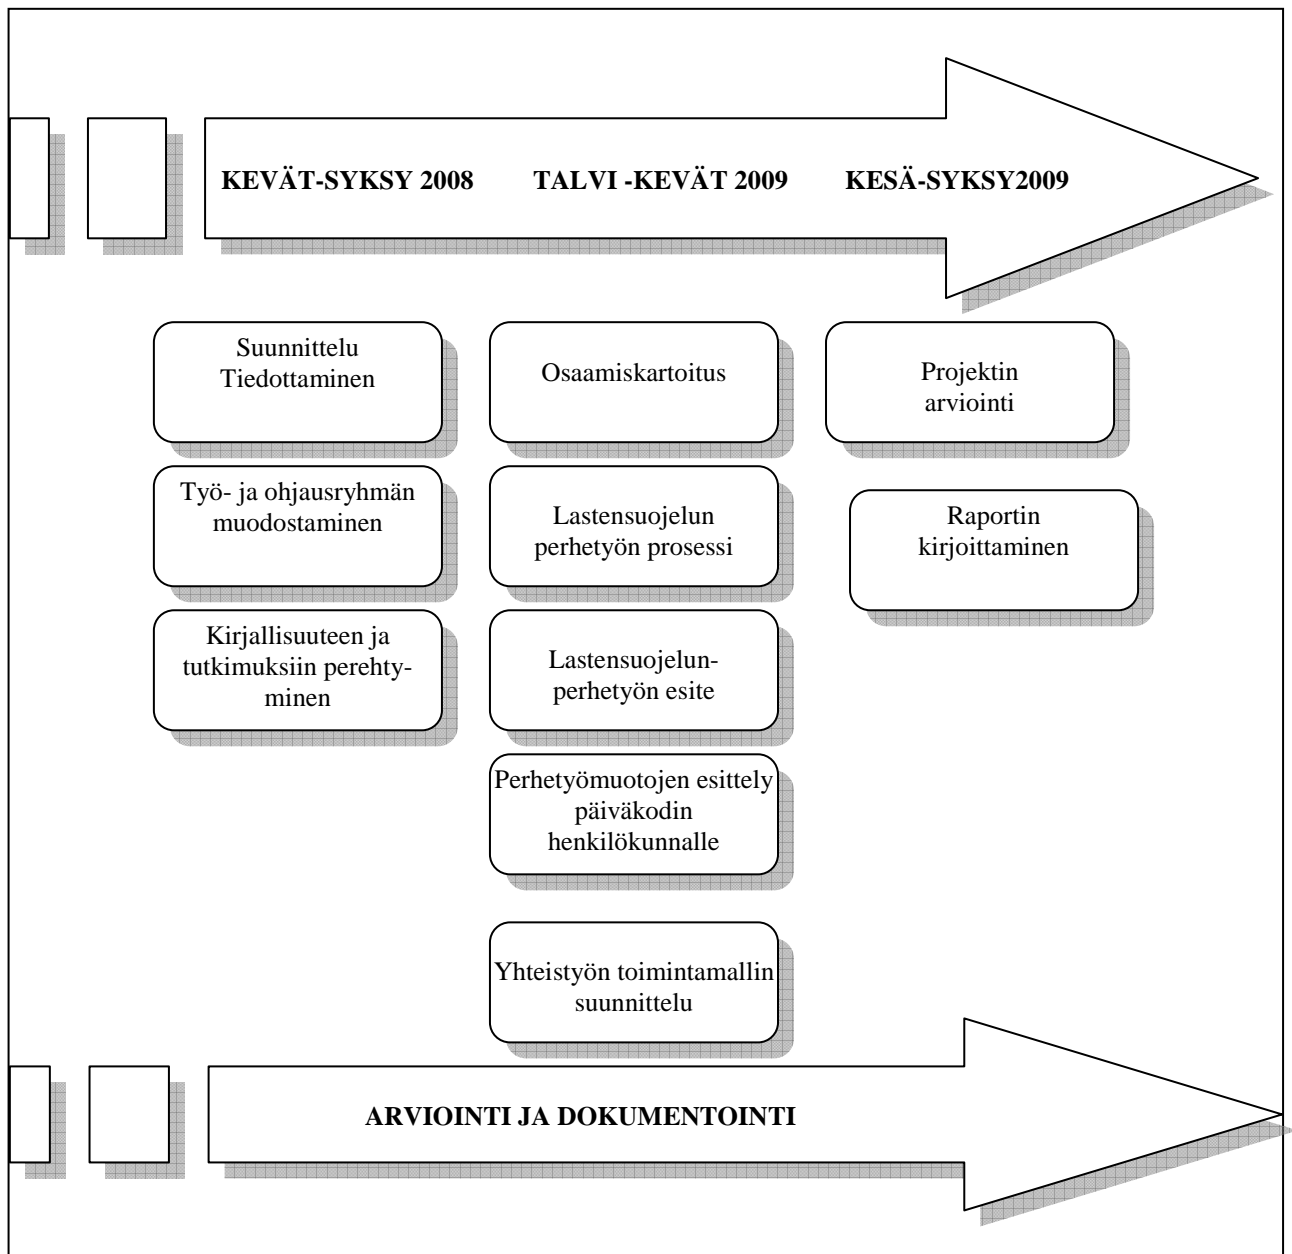 KEVÄT-SYKSY 2008 TALVI -KEVÄT 2009 KESÄ-SYKSY2009
Suunnittelu
Tiedottaminen
Työ- ja ohjausryhmän
muodostaminen
Kirjallisuuteen ja
tutkimuksiin perehty-
minen
Osaamiskartoitus
Lastensuojelun
perhetyön prosessi
Lastensuojelun-
perhetyön esite
Perhetyömuotojen esittely
päiväkodin
henkilökunnalle
Yhteistyön toimintamallin
suunnittelu
Projektin
arviointi
Raportin
kirjoittaminen
ARVIOINTI JA DOKUMENTOINTI